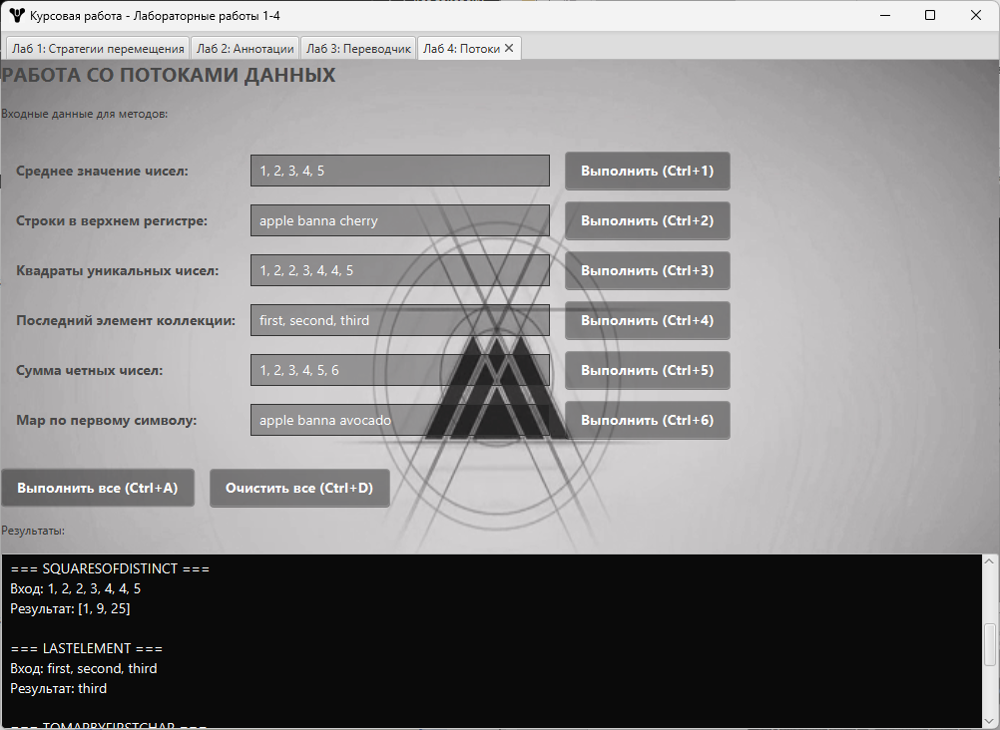 Курсовая работа - Лабораторные работы 1-4
Лаб 1: Стратегии перемещения Лаб 2: Аннотации Лаб 3: Переводчик Лаб 4: Потоки
РАБОТА СО ПОТОКАМИ ДАННЫХ
Входные данные для методов:
Среднее значение чисел: 1, 2, 3, 4, 5 Выполнить (Ctrl+1)
Строки в верхнем регистре: apple banna cherry Выполнить (Ctrl+2)
Квадраты уникальных чисел: 1, 2, 2, 3, 4, 4, 5 Выполнить (Ctrl+3)
Последний элемент коллекции: first, second, third Выполнить (Ctrl+4)
Сумма четных чисел: 1, 2, 3, 4, 5, 6 Выполнить (Ctrl+5)
Map по первому символу: apple banna avocado Выполнить (Ctrl+6)
Выполнить все (Ctrl+A) Очистить все (Ctrl+D)
Результаты:
=== SQUARESOFDISTINCT ===
Вход: 1, 2, 2, 3, 4, 4, 5
Результат: [1, 9, 25]
=== LASTELEMENT ===
Вход: first, second, third
Результат: third
=== TOMAPBYFIRSTCHAR ===